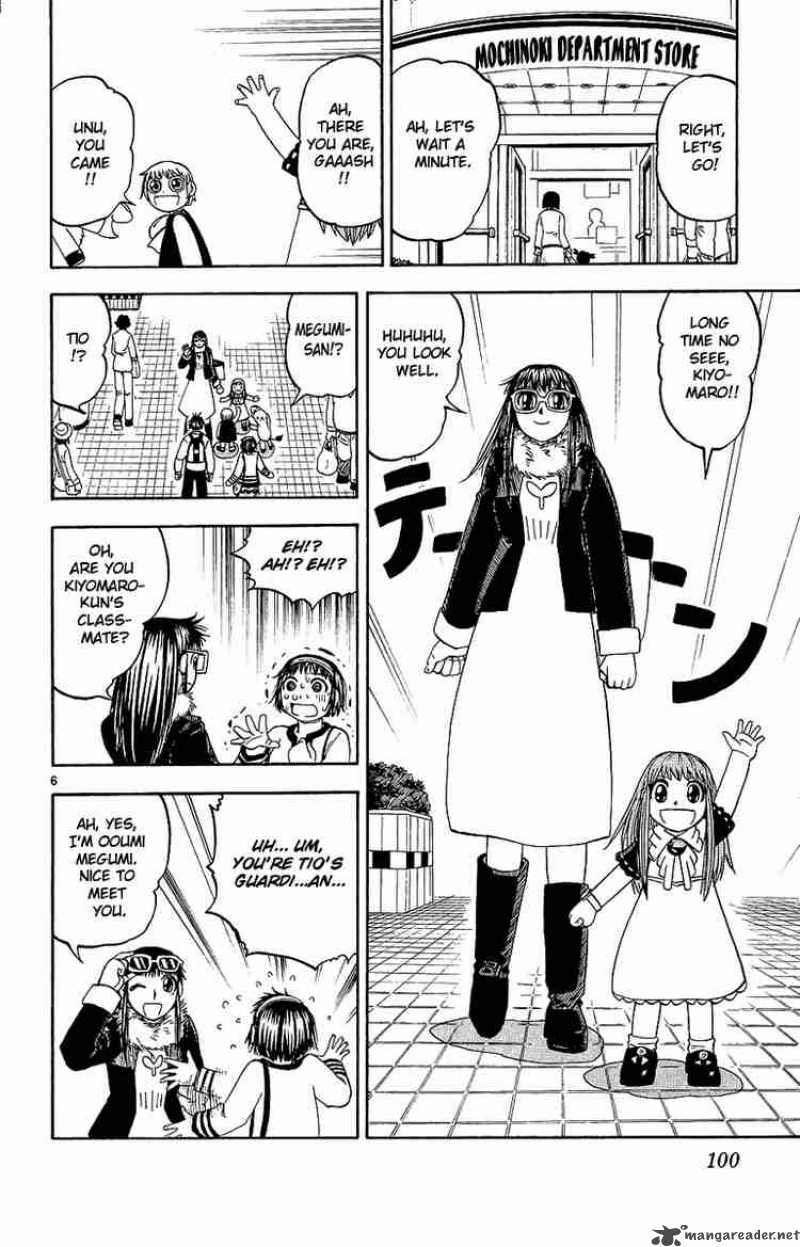 MOCHINOKI DEPARTMENT STORE
RIGHT,
LET'S
GO!
AH, LET'S
WAIT A
MINUTE.
AH,
THERE
YOU ARE,
GAAASH
!!
UNU,
YOU
CAME
!!
LONG
TIME NO
SEEE,
KIYO-
MARO!!
HUHUHU,
YOU LOOK
WELL.
テーーン
MEGUMI-
SAN!?
TIO
!?
EH!?
AH!? EH!?
OH,
ARE YOU
KIYOMARO-
KUN'S
CLASS-
MATE?
6
UH... UM,
YOU'RE TIO'S
GUARDI...AN...
AH, YES,
I'M OOUMI
MEGUMI.
NICE TO
MEET
YOU.
100
mangareader.net